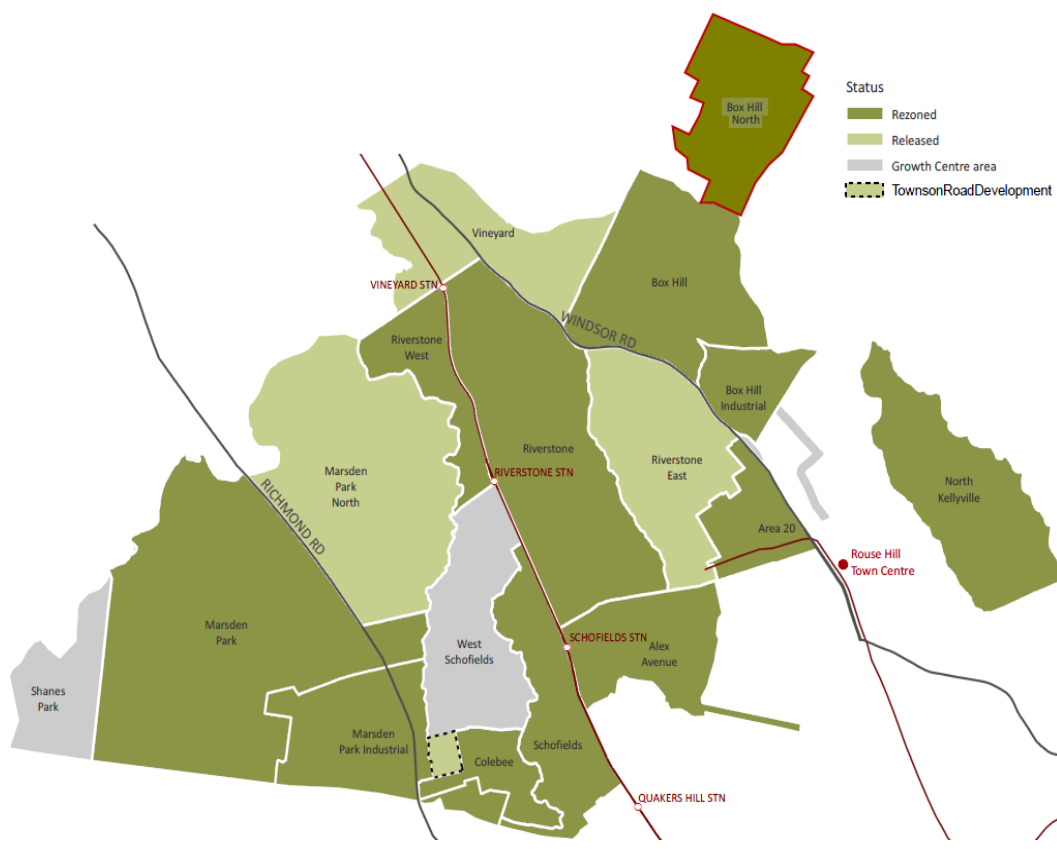 Box Hill
North
Status
Rezoned
Released
Growth Centre area
TownsonRoadDevelopment
Vineyard
VINEYARD STN
Box Hill
WINDSOR RD
Riverstone
West
Box Hill
Industrial
Riverstone
Riverstone
East
Marsden
Park
North
RIVERSTONE STN
RICHMOND RD
North
Kellyville
Area 20
Rouse Hill
Town Centre
Marsden
Park
West
Schofields
SCHOFIELDS STN
Alex
Avenue
Shanes
Park
Marsden
Park Industrial
Schofields
Colebee
QUAKERS HILL STN